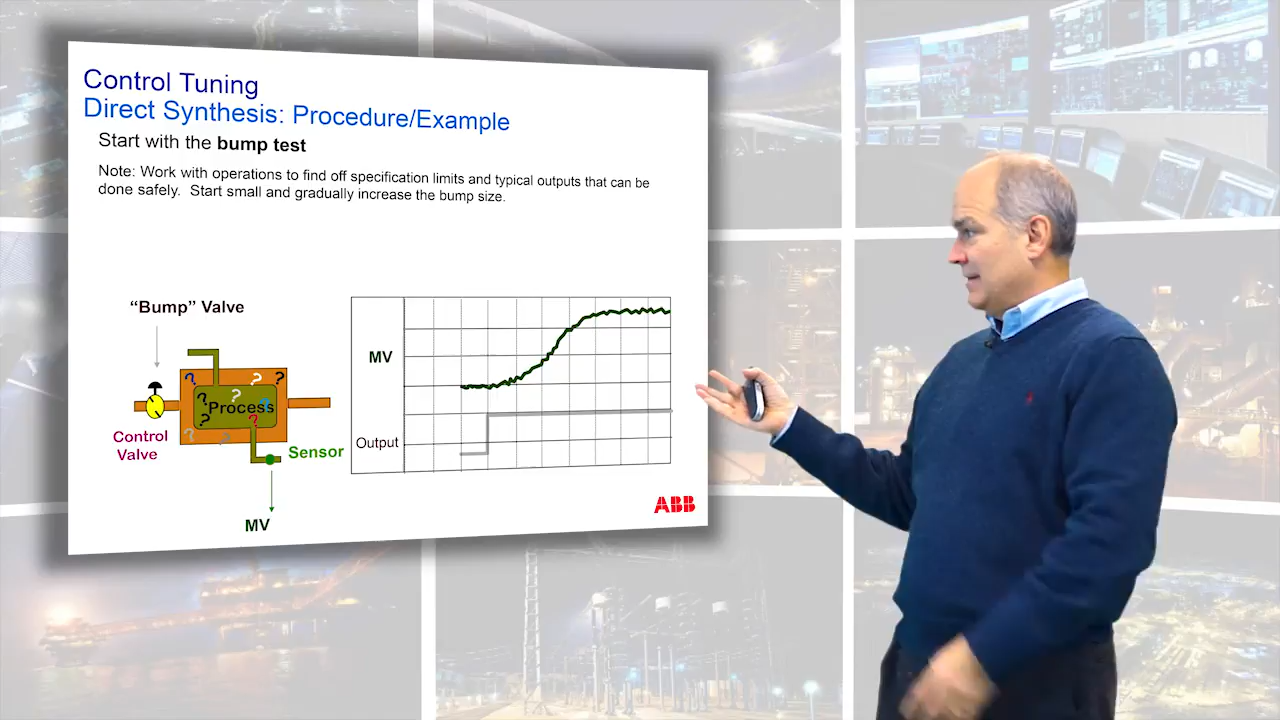 Control Tuning
Direct Synthesis: Procedure/Example
Start with the bump test
Note: Work with operations to find off specification limits and typical outputs that can be
done safely. Start small and gradually increase the bump size.
“Bump” Valve
? ? ? ? ? ? ?
Process
? ? ? ?
Control
Valve
Sensor
MV
MV
Output
ABB